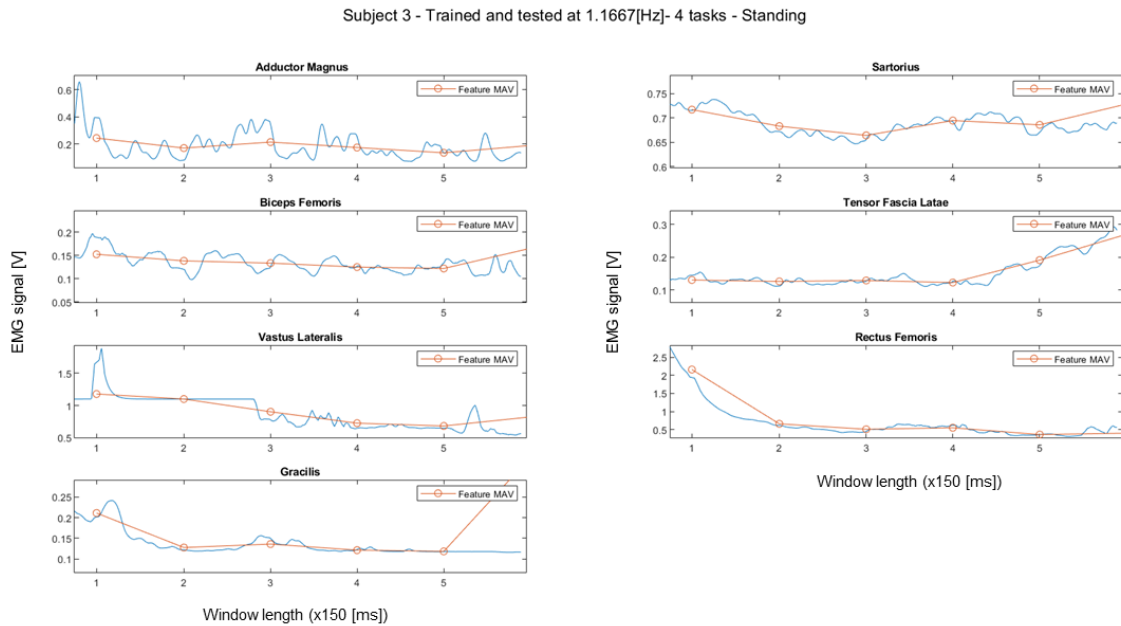 Subject 3 - Trained and tested at 1.1667[Hz]- 4 tasks - Standing
Adductor Magnus
Feature MAV
0.6
0.4
0.2
1 2 3 4 5
Biceps Femoris
Feature MAV
0.2
0.15
0.1
0.05
1 2 3 4 5
EMG signal [V]
Vastus Lateralis
Feature MAV
1.5
1
0.5
1 2 3 4 5
Gracilis
Feature MAV
0.25
0.2
0.15
0.1
1 2 3 4 5
Window length (x150 [ms])
Sartorius
Feature MAV
0.75
0.7
0.65
0.6
1 2 3 4 5
Tensor Fascia Latae
Feature MAV
0.3
0.2
0.1
1 2 3 4 5
EMG signal [V]
Rectus Femoris
Feature MAV
2.5
2
1.5
1
0.5
1 2 3 4 5
Window length (x150 [ms])